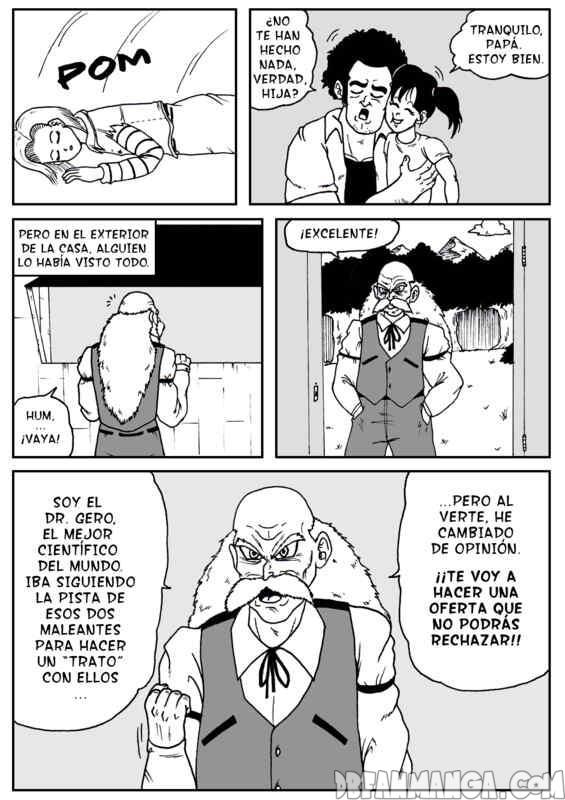 POM
¿NO
TE HAN
HECHO
NADA,
VERDAD,
HIJA?
TRANQUILO,
PAPÁ.
ESTOY BIEN.
PERO EN EL EXTERIOR
DE LA CASA, ALGUIEN
LO HABÍA VISTO TODO.
HUM,
...
¡VAYA!
¡EXCELENTE!
SOY EL
DR. GERO,
EL MEJOR
CIENTÍFICO
DEL MUNDO.
IBA SIGUIENDO
LA PISTA DE
ESOS DOS
MALEANTES
PARA HACER
UN "TRATO"
CON ELLOS
...
...PERO AL
VERTE, HE
CAMBIADO
DE OPINIÓN.
¡¡TE VOY A
HACER UNA
OFERTA QUE
NO PODRÁS
RECHAZAR!!
DBFANMANGA.COM